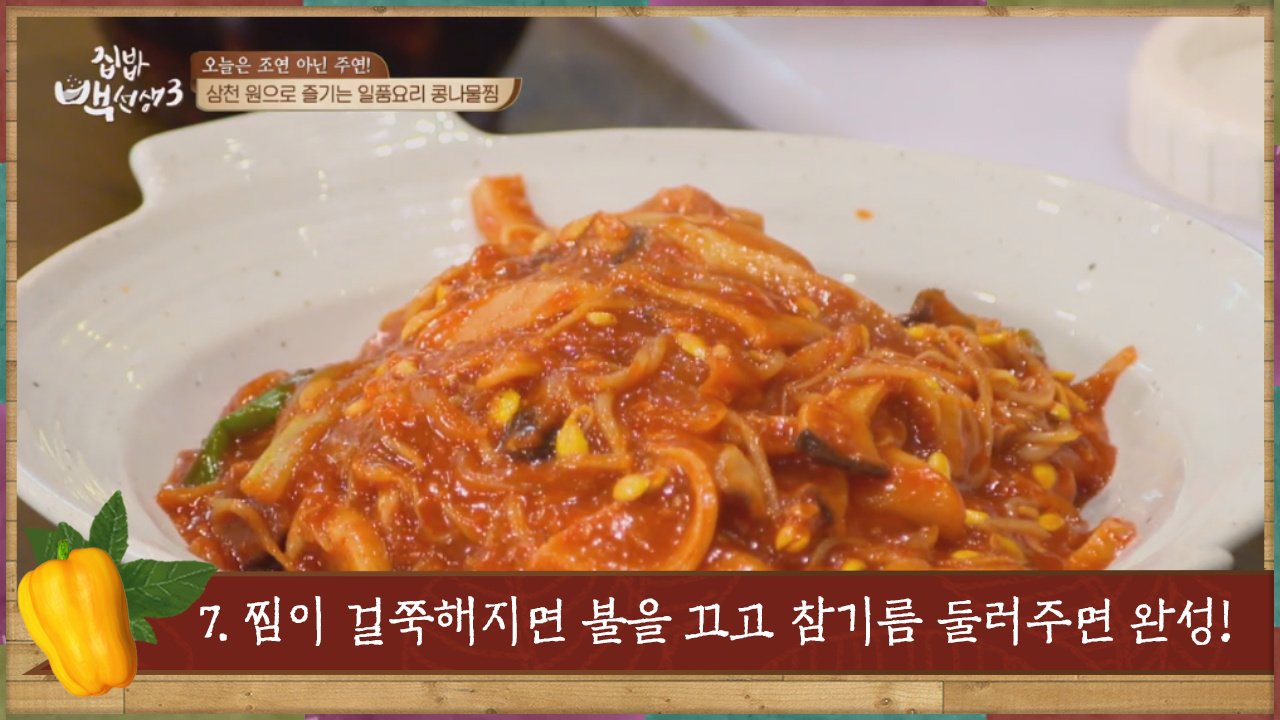 집밥
백선생3
오늘은 조연 아닌 주연!
삼천 원으로 즐기는 일품요리 콩나물찜
7. 찜이 걸쭉해지면 불을 끄고 참기름 둘러주면 완성!